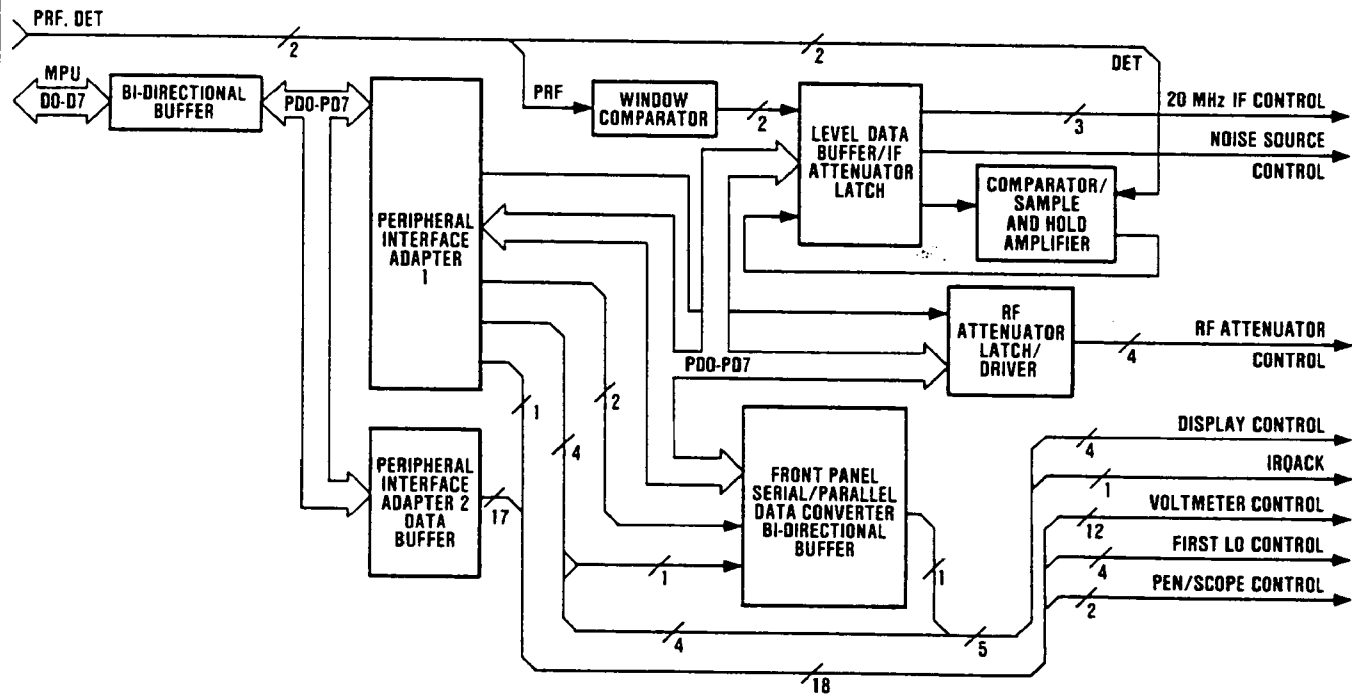 PRF, DET
2
2
DET
MPU
D0-D7
BI-DIRECTIONAL
BUFFER
PD0-PD7
PERIPHERAL
INTERFACE
ADAPTER
1
PRF
WINDOW
COMPARATOR
2
LEVEL DATA
BUFFER/IF
ATTENUATOR
LATCH
3
20 MHz IF CONTROL
NOISE SOURCE
CONTROL
COMPARATOR/
SAMPLE
AND HOLD
AMPLIFIER
RF
ATTENUATOR
LATCH/
DRIVER
4
RF ATTENUATOR
CONTROL
PD0-PD7
1
2
4
PERIPHERAL
INTERFACE
ADAPTER 2
DATA
BUFFER
17
FRONT PANEL
SERIAL/PARALLEL
DATA CONVERTER
BI-DIRECTIONAL
BUFFER
1
1
4
5
18
DISPLAY CONTROL
4
IRQACK
1
VOLTMETER CONTROL
12
FIRST LO CONTROL
4
PEN/SCOPE CONTROL
2